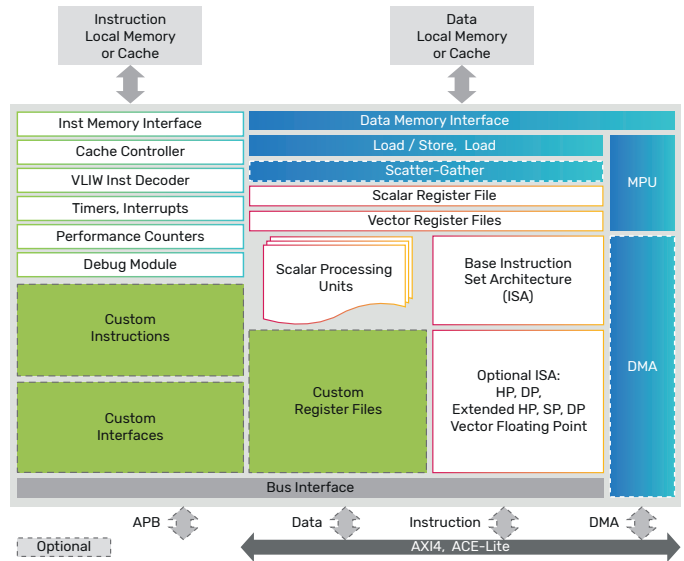 Instruction
Local Memory
or Cache
Data
Local Memory
or Cache
Inst Memory Interface
Cache Controller
VLIW Inst Decoder
Timers, Interrupts
Performance Counters
Debug Module
Custom
Instructions
Custom
Interfaces
Data Memory Interface
Load / Store, Load
Scatter-Gather
Scalar Register File
Vector Register Files
Scalar Processing
Units
Base Instruction
Set Architecture
(ISA)
Custom
Register Files
Optional ISA:
HP, DP,
Extended HP, SP, DP
Vector Floating Point
MPU
DMA
Bus Interface
APB
Data
Instruction
DMA
Optional
AXI4, ACE-Lite